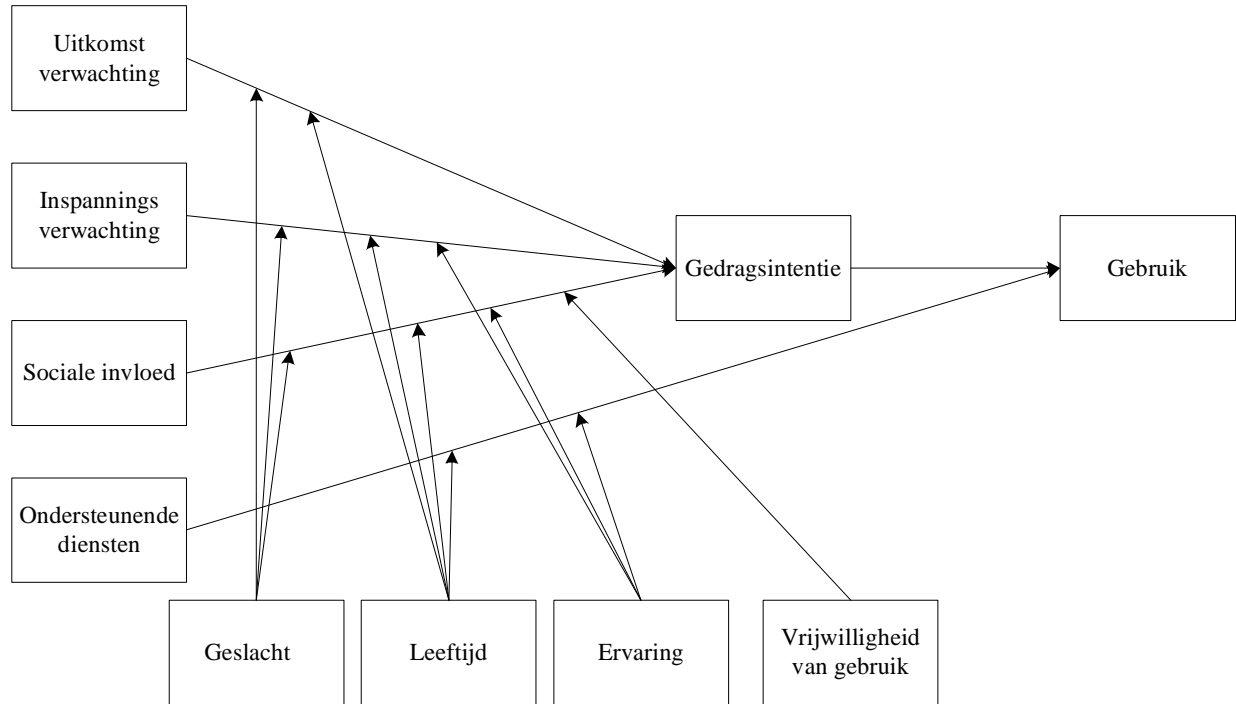 Uitkomst
verwachting
Inspannings
verwachting
Gedragsintentie
Gebruik
Sociale invloed
Ondersteunende
diensten
Geslacht
Leeftijd
Ervaring
Vrijwilligheid
van gebruik